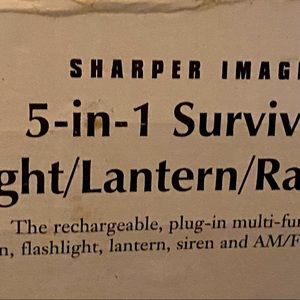 SHARPER IMAG
5-in-1 Surviv
ght/Lantern/Ra
The rechargeable, plug-in multi-fu
n, flashlight, lantern, siren and AM/F